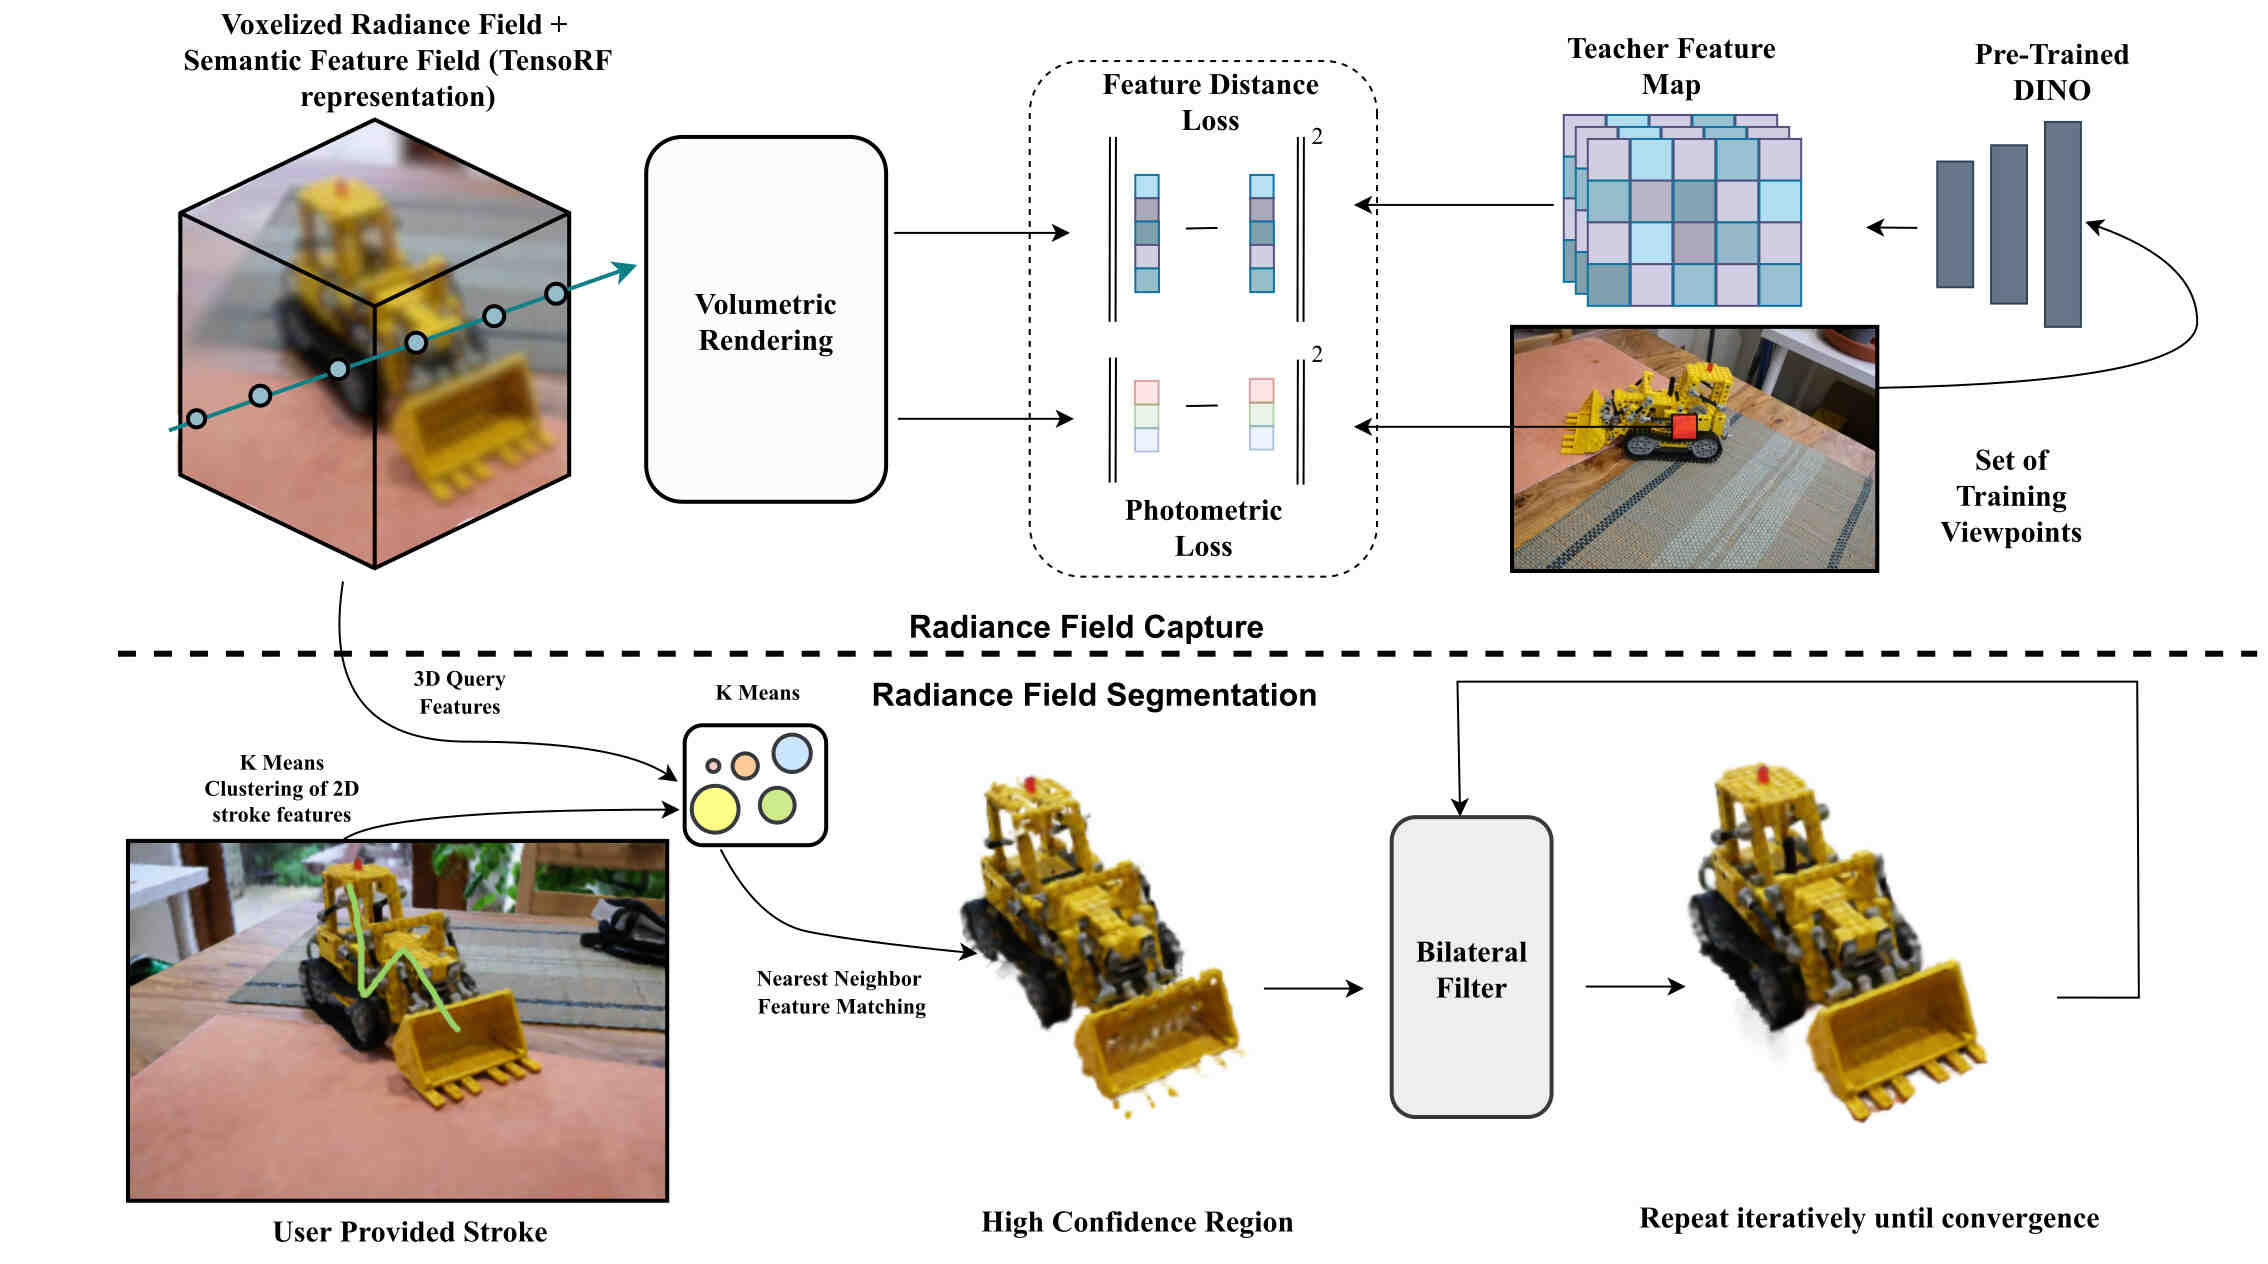 Voxelized Radiance Field +
Semantic Feature Field (TensoRF
representation)
Volumetric
Rendering
Feature Distance
Loss
2
2
Photometric
Loss
Teacher Feature
Map
Pre-Trained
DINO
Set of
Training
Viewpoints
Radiance Field Capture
Radiance Field Segmentation
3D Query
Features
K Means
K Means
Clustering of 2D
stroke features
User Provided Stroke
Nearest Neighbor
Feature Matching
High Confidence Region
Bilateral
Filter
Repeat iteratively until convergence